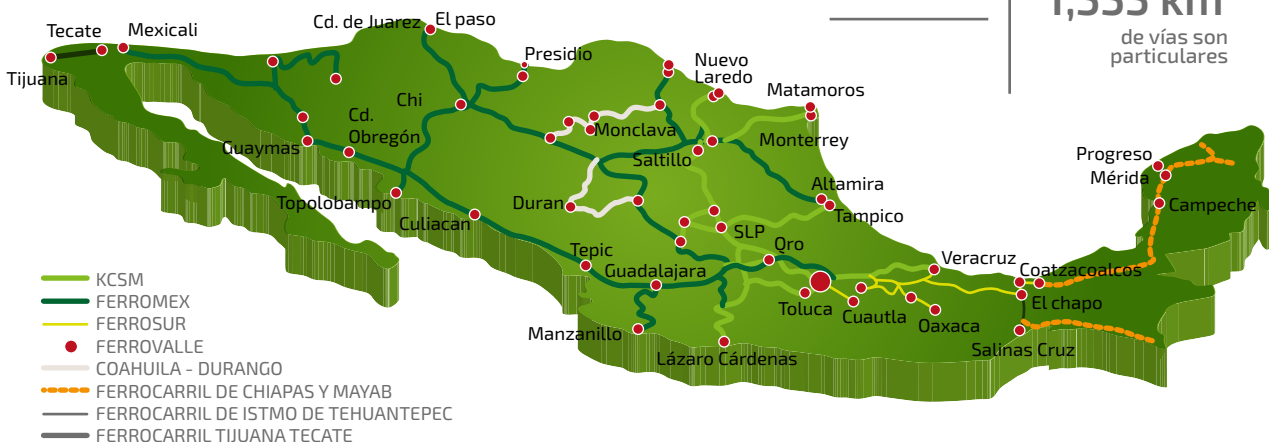 1,555 km
de vías son
particulares
Tecate
Mexicali
Tijuana
Cd. de Juarez
El paso
Presidio
Nuevo
Laredo
Matamoros
Chi
Cd.
Obregón
Monclava
Monterrey
Guaymas
Saltillo
Progreso
Mérida
Topolobampo
Duran
Altamira
Campeche
Culiacan
Tampico
SLP
Tepic
Qro
Veracruz
Guadalajara
Coatzacoalcos
El chapo
Toluca
Cuautla
Oaxaca
Manzanillo
Salinas Cruz
Lázaro Cárdenas
KCSM
FERROMEX
FERROSUR
FERROVALLE
COAHUILA - DURANGO
FERROCARRIL DE CHIAPAS Y MAYAB
FERROCARRIL DE ISTMO DE TEHUANTEPEC
FERROCARRIL TIJUANA TECATE